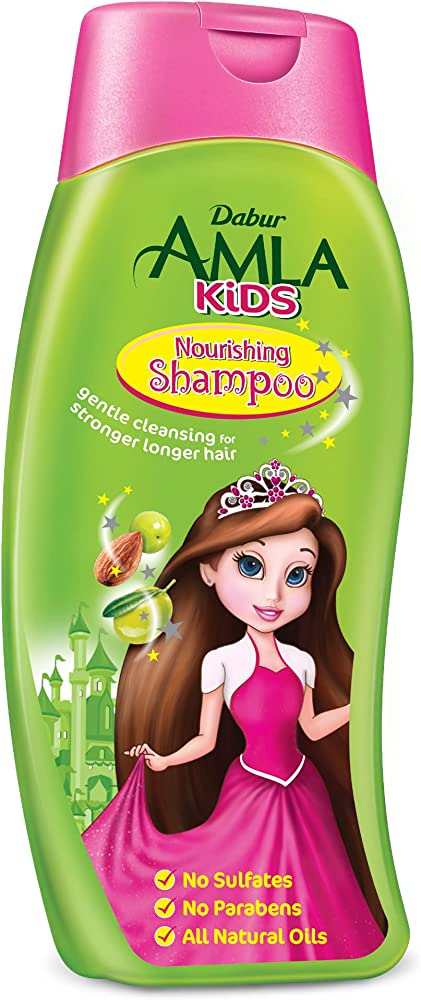 Dabur
AMLA
KiDS
Nourishing
Shampoo
gentle cleansing for
stronger longer hair
No Sulfates
No Parabens
All Natural Oils